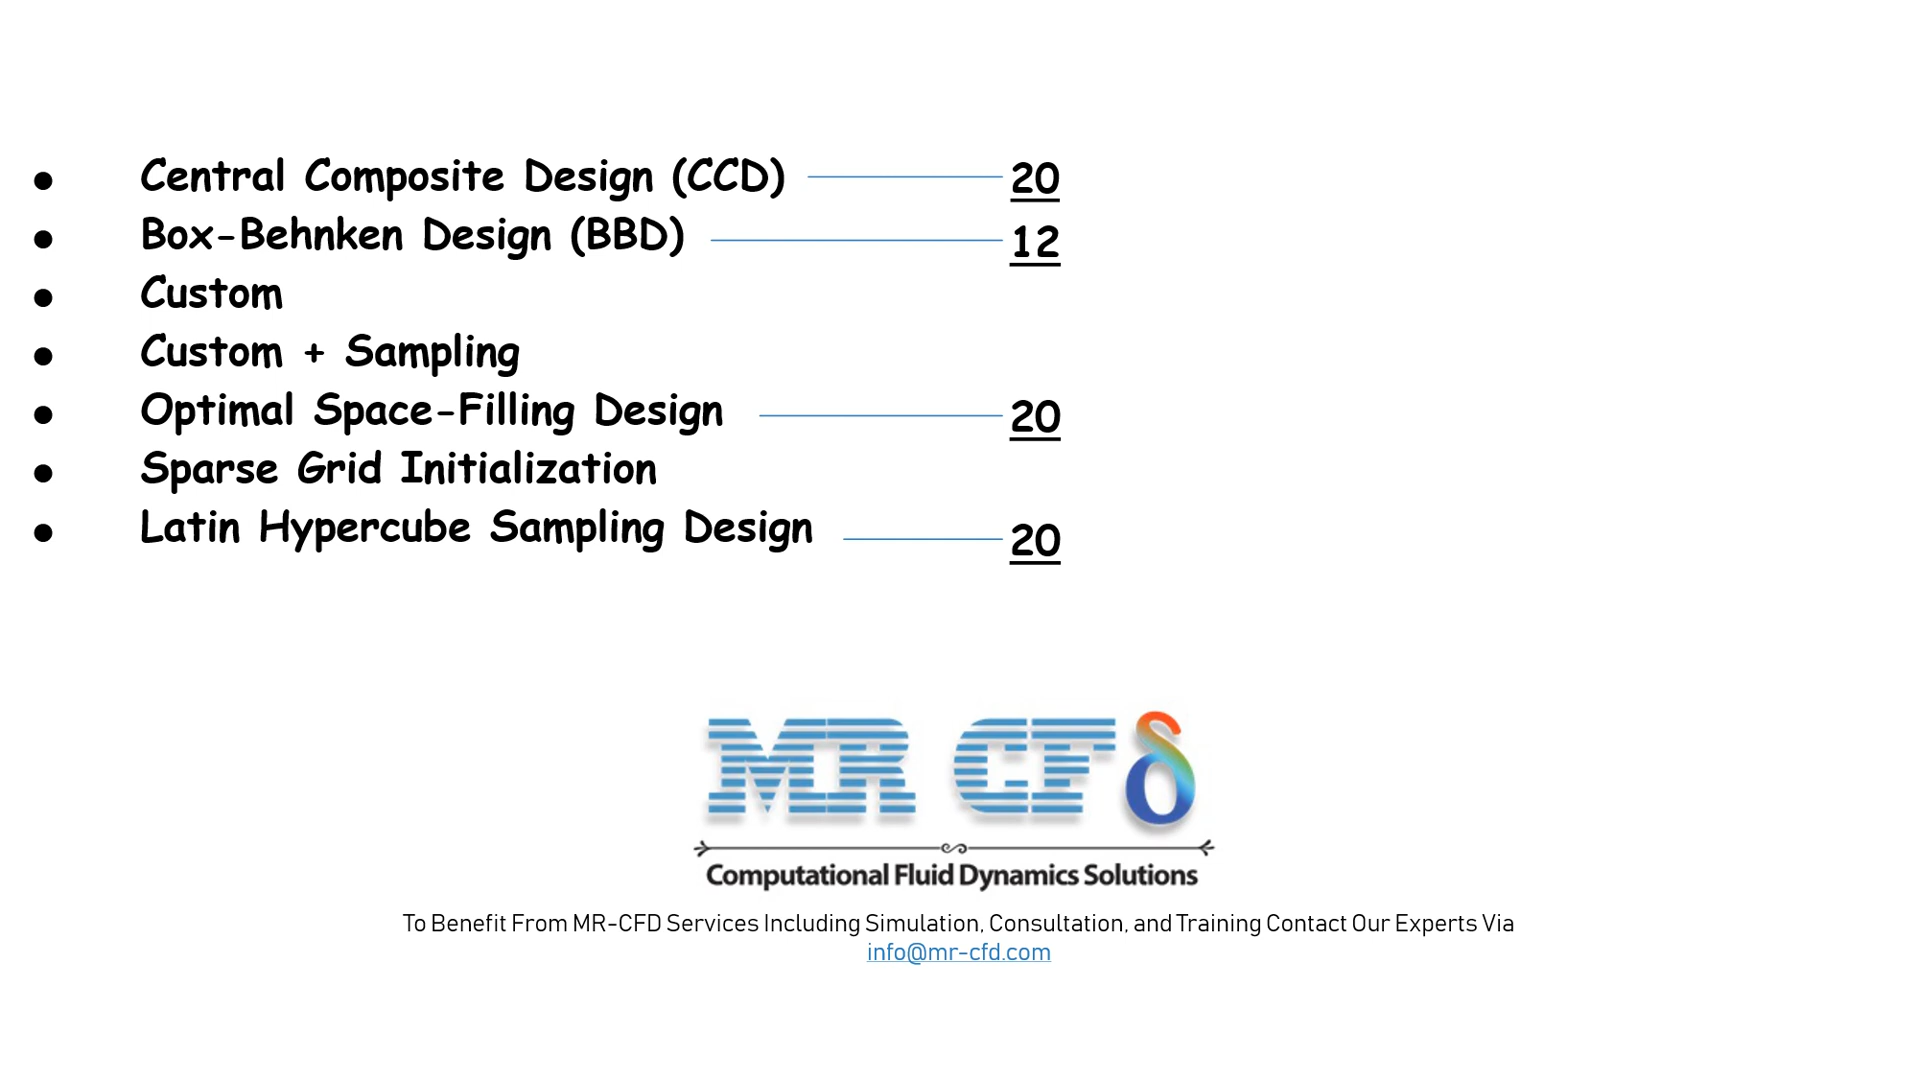 ● Central Composite Design (CCD) 20
● Box-Behnken Design (BBD) 12
● Custom
● Custom + Sampling
● Optimal Space-Filling Design 20
● Sparse Grid Initialization
● Latin Hypercube Sampling Design 20
MR CFδ
Computational Fluid Dynamics Solutions
To Benefit From MR-CFD Services Including Simulation, Consultation, and Training Contact Our Experts Via
info@mr-cfd.com